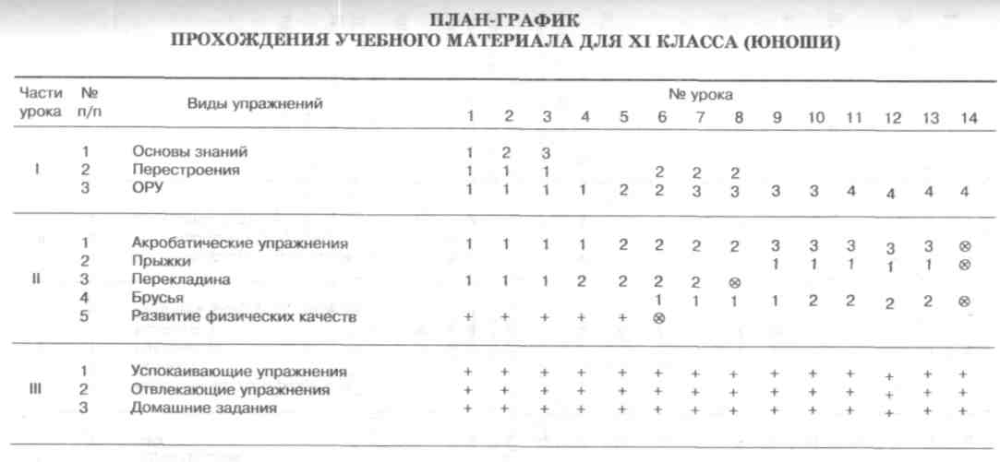 ПЛАН-ГРАФИК
ПРОХОЖДЕНИЯ УЧЕБНОГО МАТЕРИАЛА ДЛЯ XI КЛАССА (ЮНОШИ)
Части урока № п/п Виды упражнений № урока
1 2 3 4 5 6 7 8 9 10 11 12 13 14
1 Основы знаний 1 2 3
I 2 Перестроения 1 1 1 2 2 2
3 ОРУ 1 1 1 1 2 2 3 3 3 3 4 4 4 4
1 Акробатические упражнения 1 1 1 1 2 2 2 2 3 3 3 3 3 ⊗
2 Прыжки 1 1 1 1 1 ⊗
II 3 Перекладина 1 1 1 2 2 2 2 ⊗
4 Брусья 1 1 1 1 2 2 2 2 ⊗
5 Развитие физических качеств + + + + + ⊗
1 Успокаивающие упражнения + + + + + + + + + + + + + +
III 2 Отвлекающие упражнения + + + + + + + + + + + + + +
3 Домашние задания + + + + + + + + + + + + + +